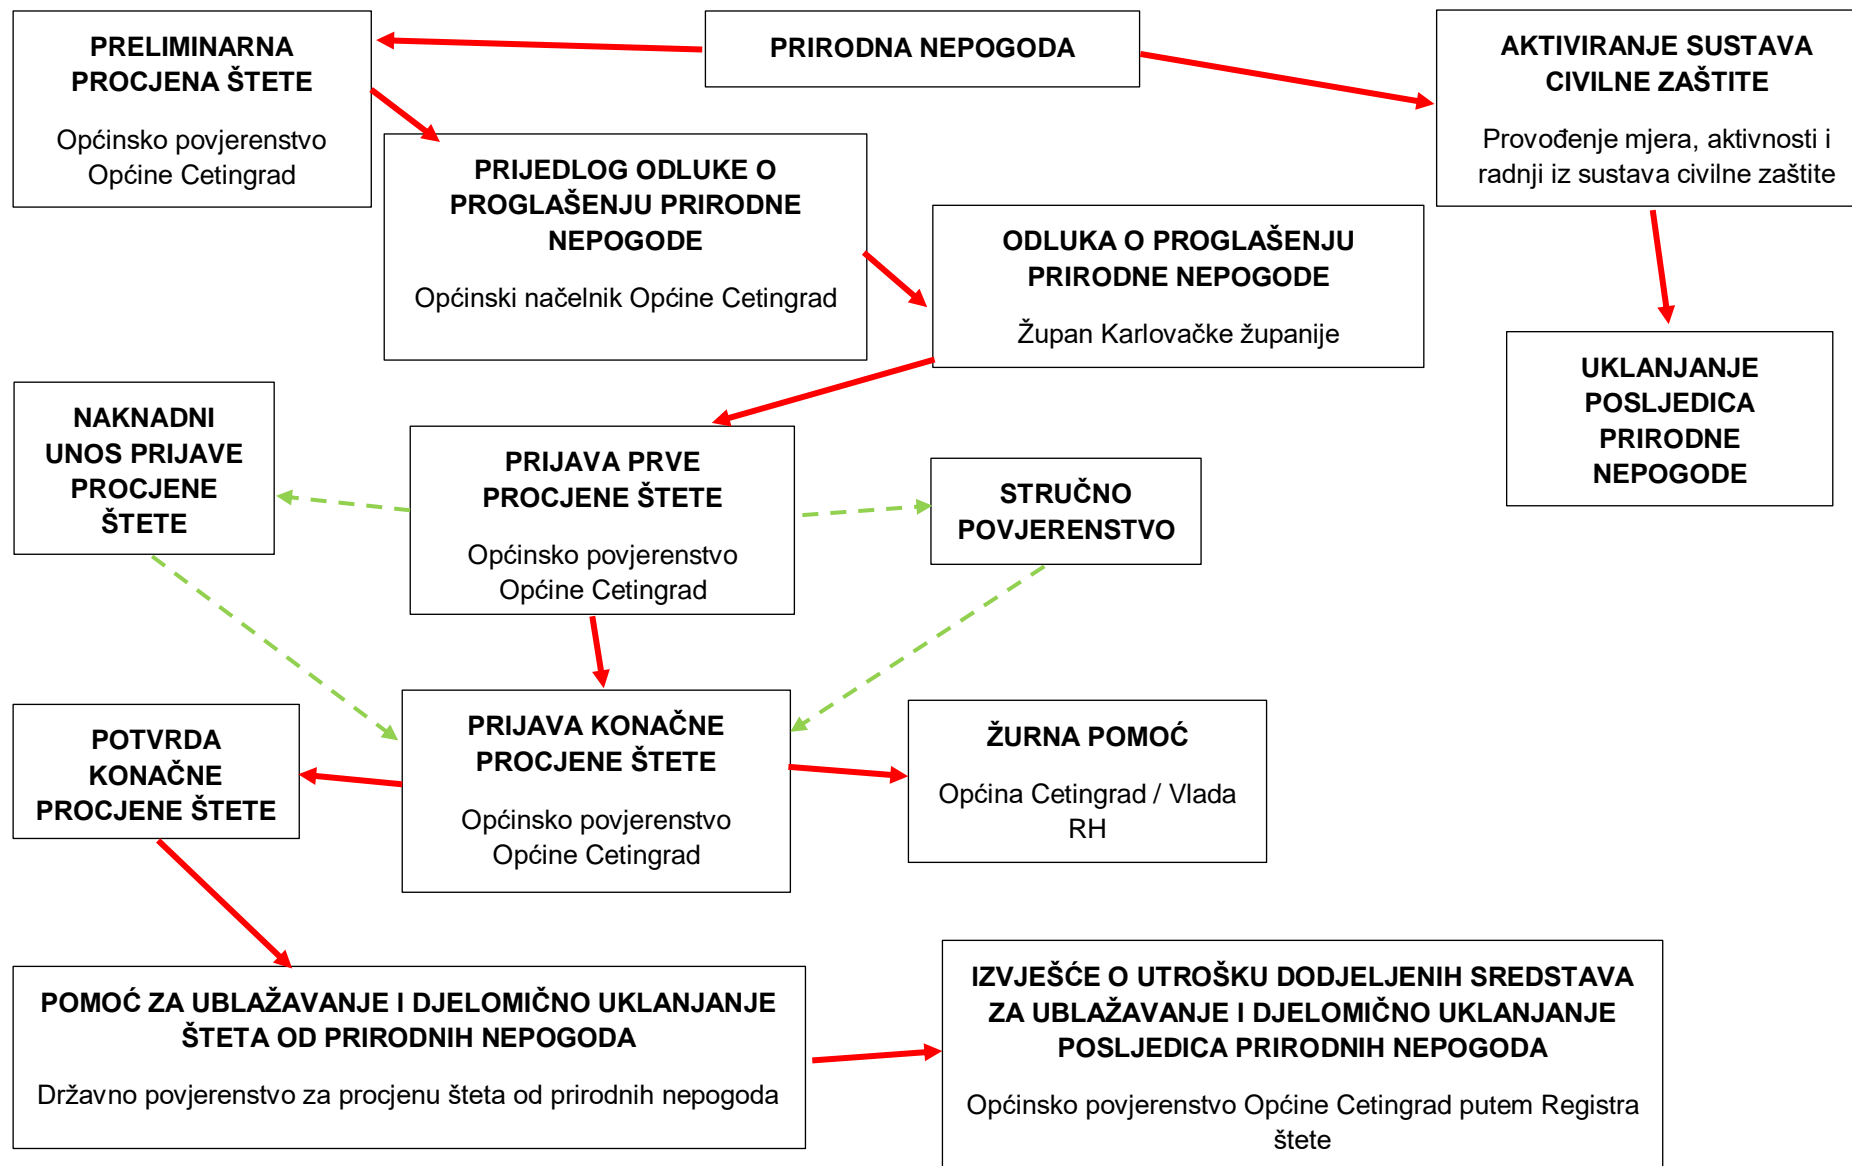 PRELIMINARNA
PROCJENA ŠTETE
Općinsko povjerenstvo
Općine Cetingrad
PRIRODNA NEPOGODA
AKTIVIRANJE SUSTAVA
CIVILNE ZAŠTITE
Provođenje mjera, aktivnosti i
radnji iz sustava civilne zaštite
PRIJEDLOG ODLUKE O
PROGLAŠENJU PRIRODNE
NEPOGODE
Općinski načelnik Općine Cetingrad
ODLUKA O PROGLAŠENJU
PRIRODNE NEPOGODE
Župan Karlovačke županije
UKLANJANJE
POSLJEDICA
PRIRODNE
NEPOGODE
NAKNADNI
UNOS PRIJAVE
PROCJENE
ŠTETE
PRIJAVA PRVE
PROCJENE ŠTETE
Općinsko povjerenstvo
Općine Cetingrad
STRUČNO
POVJERENSTVO
POTVRDA
KONAČNE
PROCJENE ŠTETE
PRIJAVA KONAČNE
PROCJENE ŠTETE
Općinsko povjerenstvo
Općine Cetingrad
ŽURNA POMOĆ
Općina Cetingrad / Vlada
RH
POMOĆ ZA UBLAŽAVANJE I DJELOMIČNO UKLANJANJE
ŠTETA OD PRIRODNIH NEPOGODA
Državno povjerenstvo za procjenu šteta od prirodnih nepogoda
IZVJEŠĆE O UTROŠKU DODJELJENIH SREDSTAVA
ZA UBLAŽAVANJE I DJELOMIČNO UKLANJANJE
POSLJEDICA PRIRODNIH NEPOGODA
Općinsko povjerenstvo Općine Cetingrad putem Registra
štete